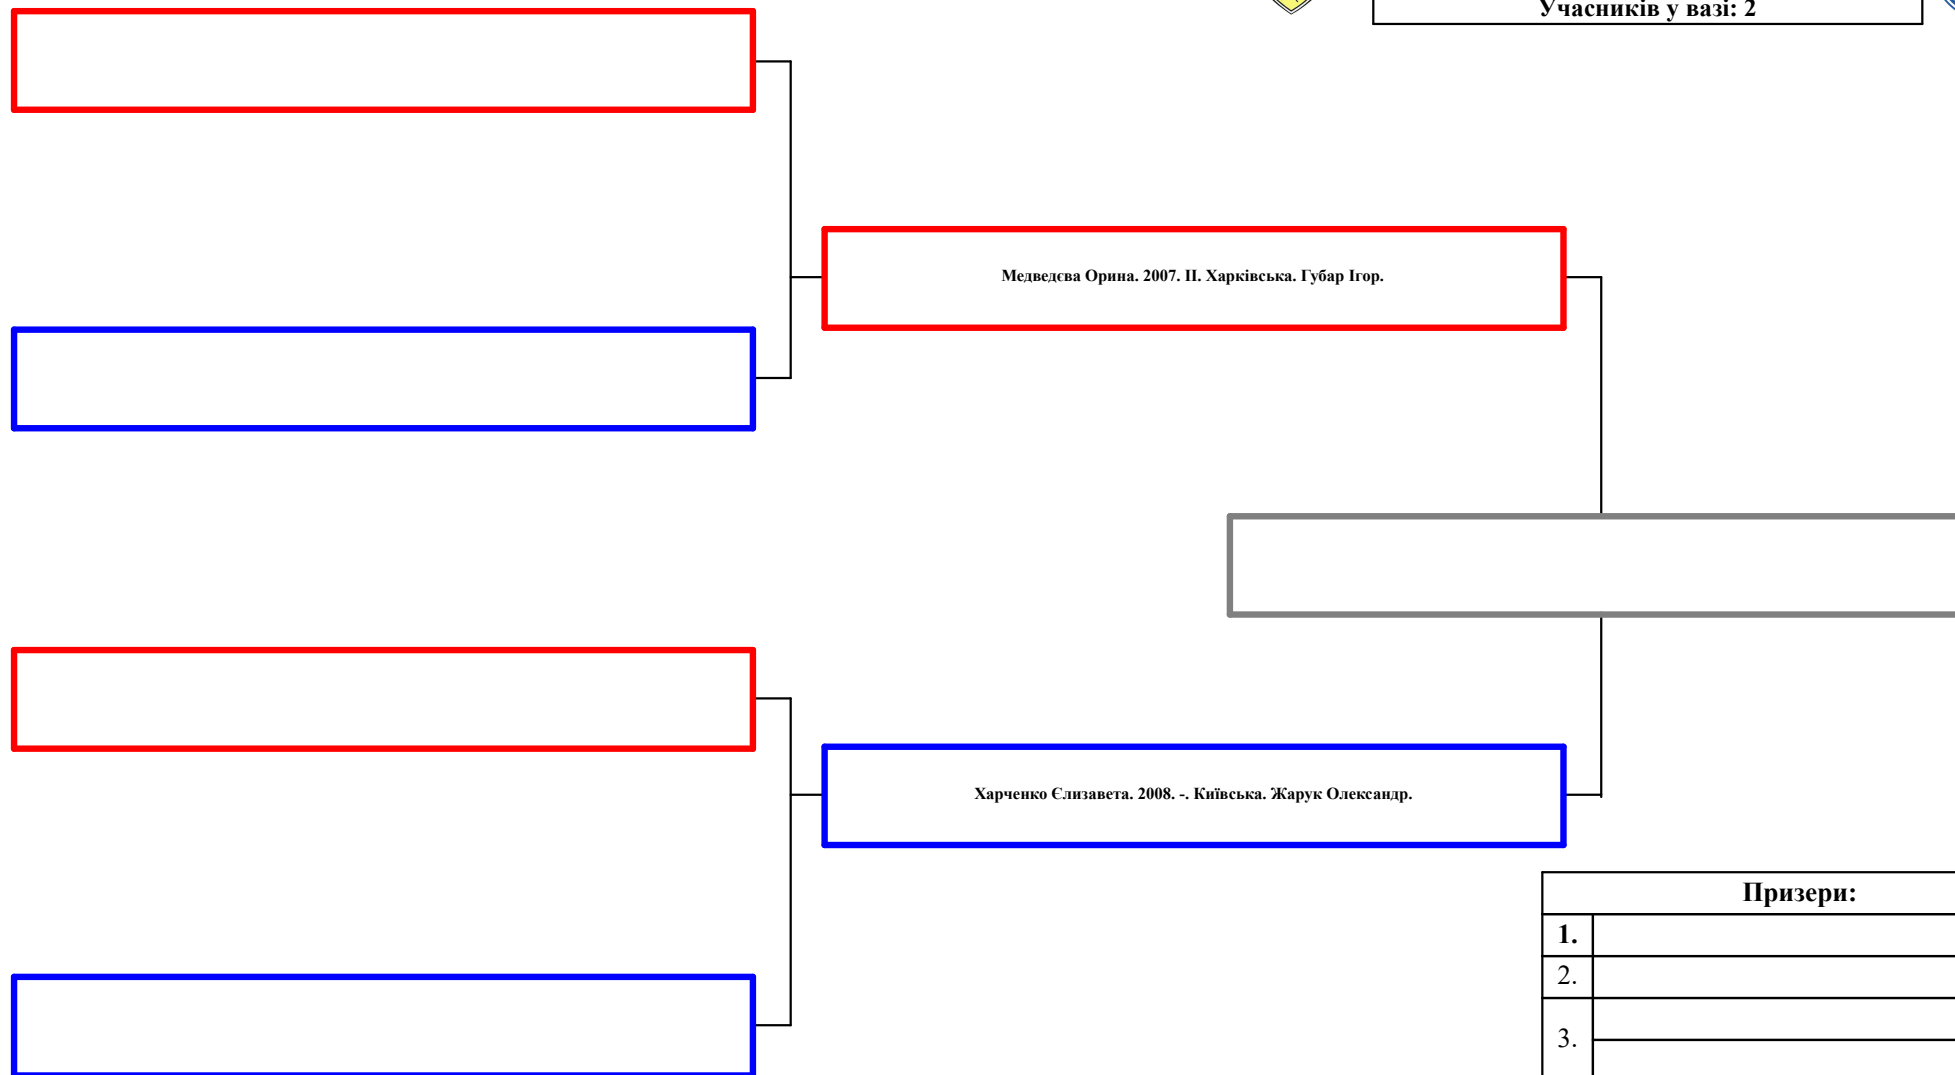 Учасників у вазі: 2
Медведєва Орина. 2007. II. Харківська. Губар Ігор.
Харченко Єлизавета. 2008. -. Київська. Жарук Олександр.
Призери:
1.
2.
3.